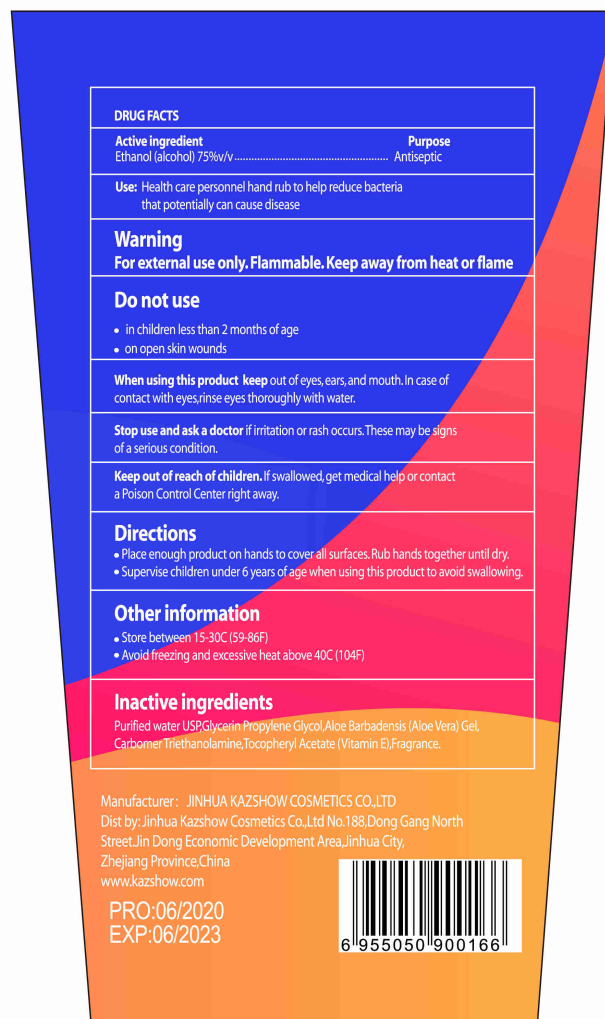 DRUG FACTS
Active ingredient Purpose
Ethanol (alcohol) 75%v/v...................................................... Antiseptic
Use: Health care personnel hand rub to help reduce bacteria
that potentially can cause disease
Warning
For external use only. Flammable. Keep away from heat or flame
Do not use
• in children less than 2 months of age
• on open skin wounds
When using this product keep out of eyes, ears, and mouth. In case of
contact with eyes,rinse eyes thoroughly with water.
Stop use and ask a doctor if irritation or rash occurs. These may be signs
of a serious condition.
Keep out of reach of children. If swallowed, get medical help or contact
a Poison Control Center right away.
Directions
• Place enough product on hands to cover all surfaces. Rub hands together until dry.
• Supervise children under 6 years of age when using this product to avoid swallowing.
Other information
• Store between 15-30C (59-86F)
• Avoid freezing and excessive heat above 40C (104F)
Inactive ingredients
Purified water USP,Glycerin Propylene Glycol,Aloe Barbadensis (Aloe Vera) Gel,
Carbomer Triethanolamine,Tocopheryl Acetate (Vitamin E),Fragrance.
Manufacturer : JINHUA KAZSHOW COSMETICS CO.,LTD
Dist by: Jinhua Kazshow Cosmetics Co.,Ltd No.188,Dong Gang North
Street.Jin Dong Economic Development Area,Jinhua City,
Zhejiang Province,China
www.kazshow.com
PRO:06/2020
EXP:06/2023
6 955050 900166